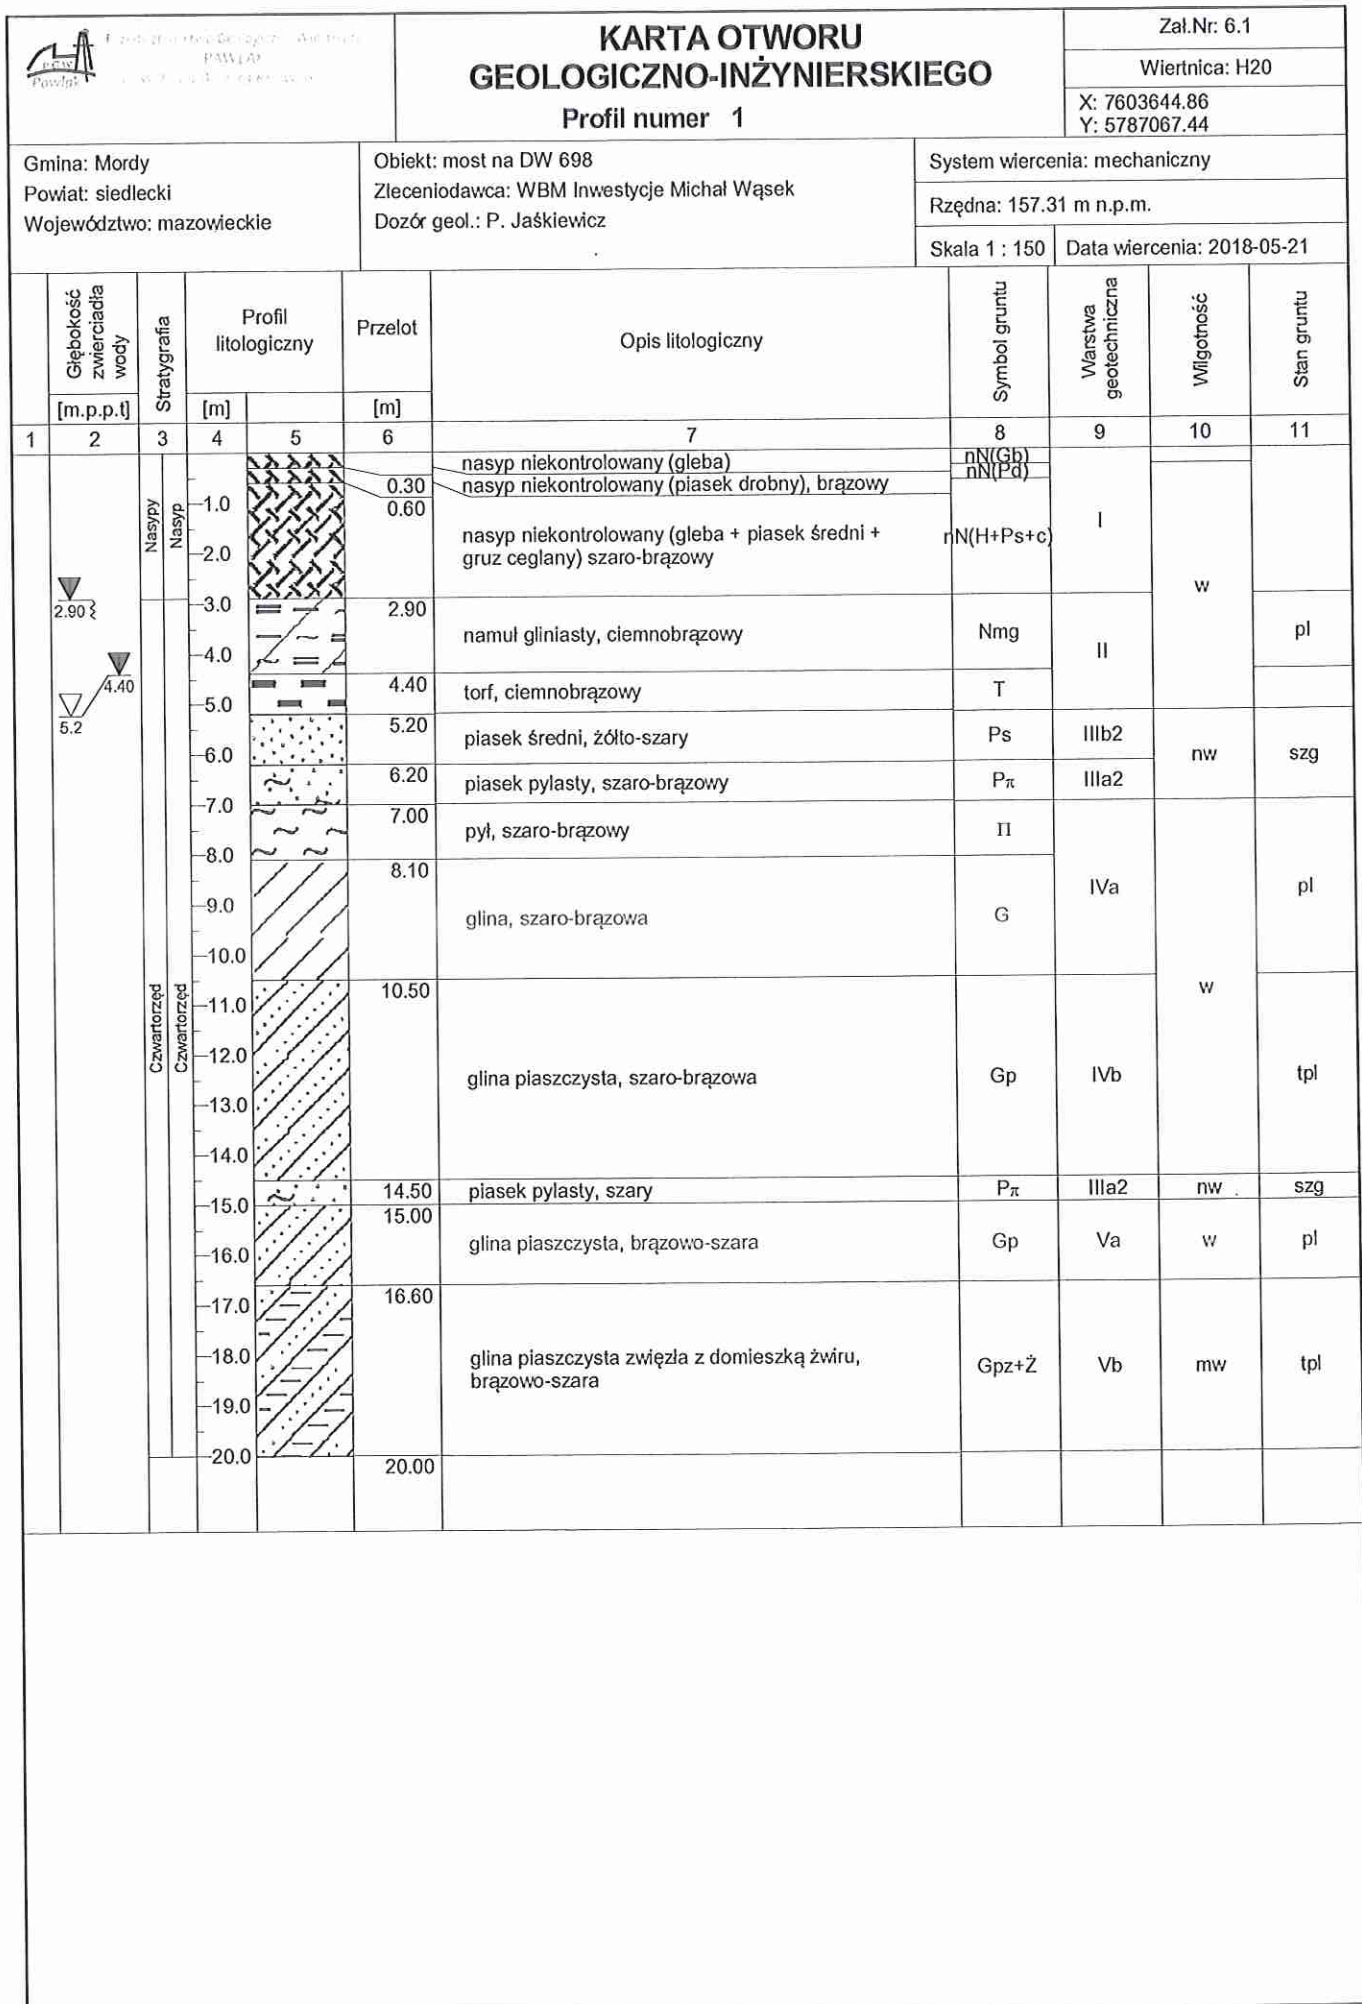 PAWLAK
PGW
Pawlak
KARTA OTWORU
GEOLOGICZNO-INŻYNIERSKIEGO
Profil numer 1
Zał.Nr: 6.1
Wiertnica: H20
X: 7603644.86
Y: 5787067.44
Gmina: Mordy
Powiat: siedlecki
Województwo: mazowieckie
Obiekt: most na DW 698
Zleceniodawca: WBM Inwestycje Michał Wąsek
Dozór geol.: P. Jaśkiewicz
System wiercenia: mechaniczny
Rzędna: 157.31 m n.p.m.
Skala 1 : 150
Data wiercenia: 2018-05-21
Głębokość
zwierciadła
wody
[m.p.p.t]
Stratygrafia
Profil
litologiczny
[m]
Przelot
[m]
Opis litologiczny
Symbol gruntu
Warstwa
geotechniczna
Wilgotność
Stan gruntu
1 2 3 4 5 6 7 8 9 10 11
2.90
4.40
5.2
Nasypy
Nasyp
Czwartorzęd
Czwartorzęd
1.0
2.0
3.0
4.0
5.0
6.0
7.0
8.0
9.0
10.0
11.0
12.0
13.0
14.0
15.0
16.0
17.0
18.0
19.0
20.0
nasyp niekontrolowany (gleba) nN(Gb)
0.30 nasyp niekontrolowany (piasek drobny), brązowy nN(Pd)
0.60
nasyp niekontrolowany (gleba + piasek średni +
gruz ceglany) szaro-brązowy
nN(H+Ps+c)
I
w
2.90
namuł gliniasty, ciemnobrązowy Nmg II pl
4.40
torf, ciemnobrązowy T
5.20
piasek średni, żółto-szary Ps IIIb2 nw szg
6.20
piasek pylasty, szaro-brązowy Pπ IIIa2
7.00
pył, szaro-brązowy Π
8.10
glina, szaro-brązowa G IVa pl
10.50
w
glina piaszczysta, szaro-brązowa Gp IVb tpl
14.50 piasek pylasty, szary Pπ IIIa2 nw szg
15.00
glina piaszczysta, brązowo-szara Gp Va w pl
16.60
glina piaszczysta zwięzła z domieszką żwiru,
brązowo-szara
Gpz+Ż Vb mw tpl
20.00